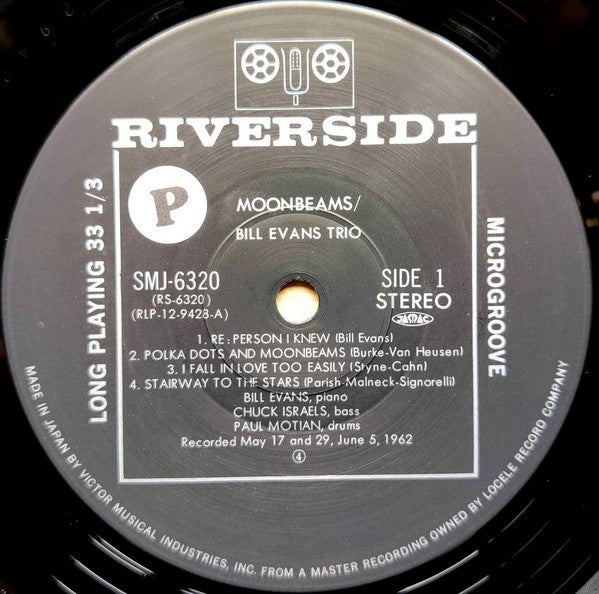 RIVERSIDE
P
MOONBEAMS/
BILL EVANS TRIO
SMJ-6320
(RS-6320)
(RLP-12-9428-A)
SIDE 1
STEREO
JASRAC
1. RE: PERSON I KNEW (Bill Evans)
2. POLKA DOTS AND MOONBEAMS (Burke-Van Heusen)
3. I FALL IN LOVE TOO EASILY (Styne-Cahn)
4. STAIRWAY TO THE STARS (Parish Malneck-Signorelli)
BILL EVANS, piano
CHUCK ISRAELS, bass
PAUL MOTIAN, drums
Recorded May 17 and 29, June 5, 1962
④
LONG PLAYING 33 1/3
MICROGROOVE
MADE IN JAPAN BY VICTOR MUSICAL INDUSTRIES, INC. FROM A MASTER RECORDING OWNED BY LOCELE RECORD COMPANY